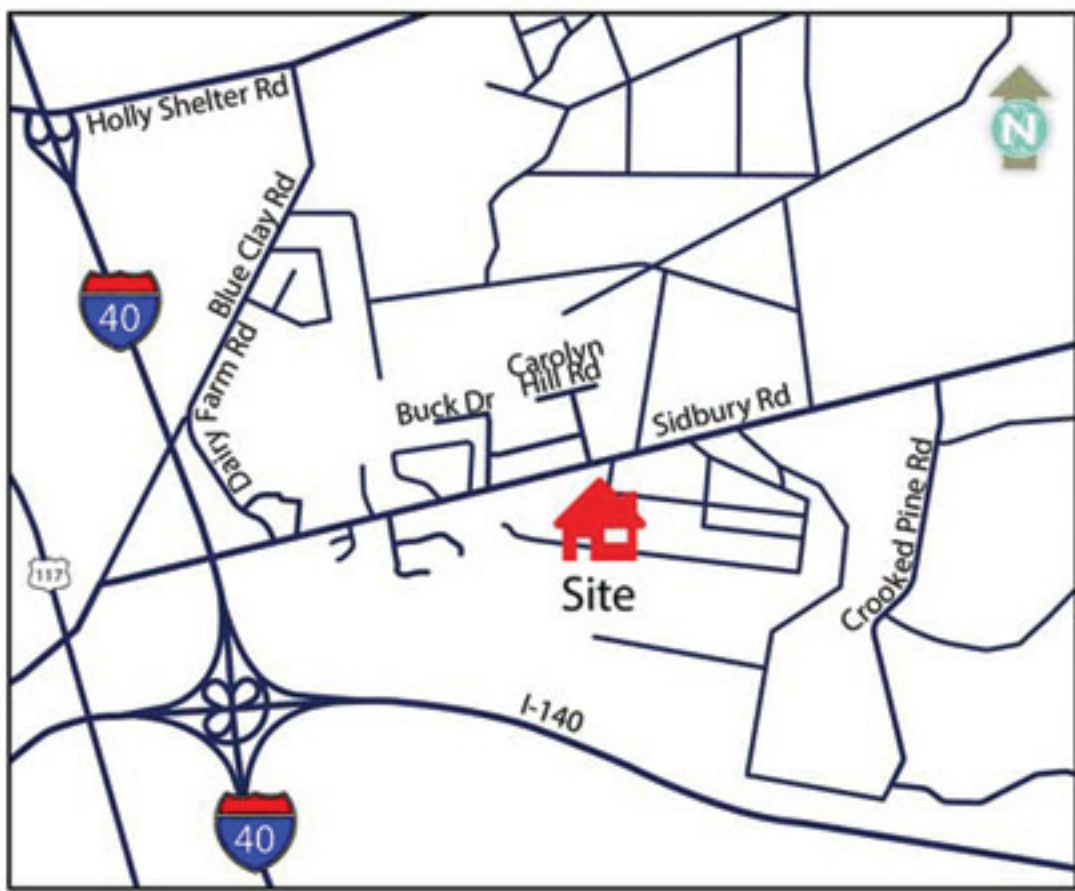 Holly Shelter Rd
N
Blue Clay Rd
40
Dairy Farm Rd
Carolyn
Hill Rd
Buck Dr
Sidbury Rd
Crooked Pine Rd
117
Site
I-140
40